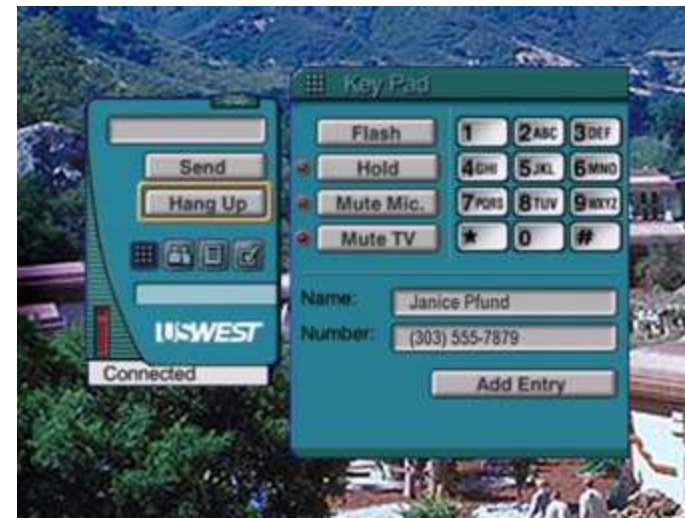 Send
Hang Up
USWEST
Connected
Key Pad
Flash
Hold
Mute Mic.
Mute TV
1 2ABC 3DEF
4GHI 5JKL 6MNO
7PQRS 8TUV 9WXYZ
* 0 #
Name: Janice Pfund
Number: (303) 555-7879
Add Entry